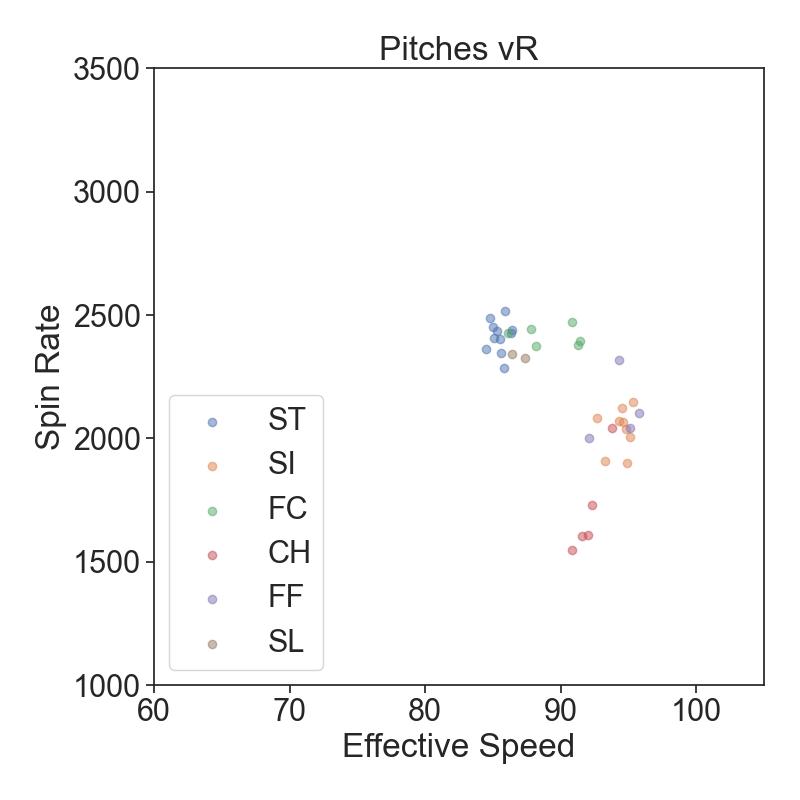 Pitches vR
3500
3000
2500
2000
1500
1000
Spin Rate
ST
SI
FC
CH
FF
SL
60 70 80 90 100
Effective Speed